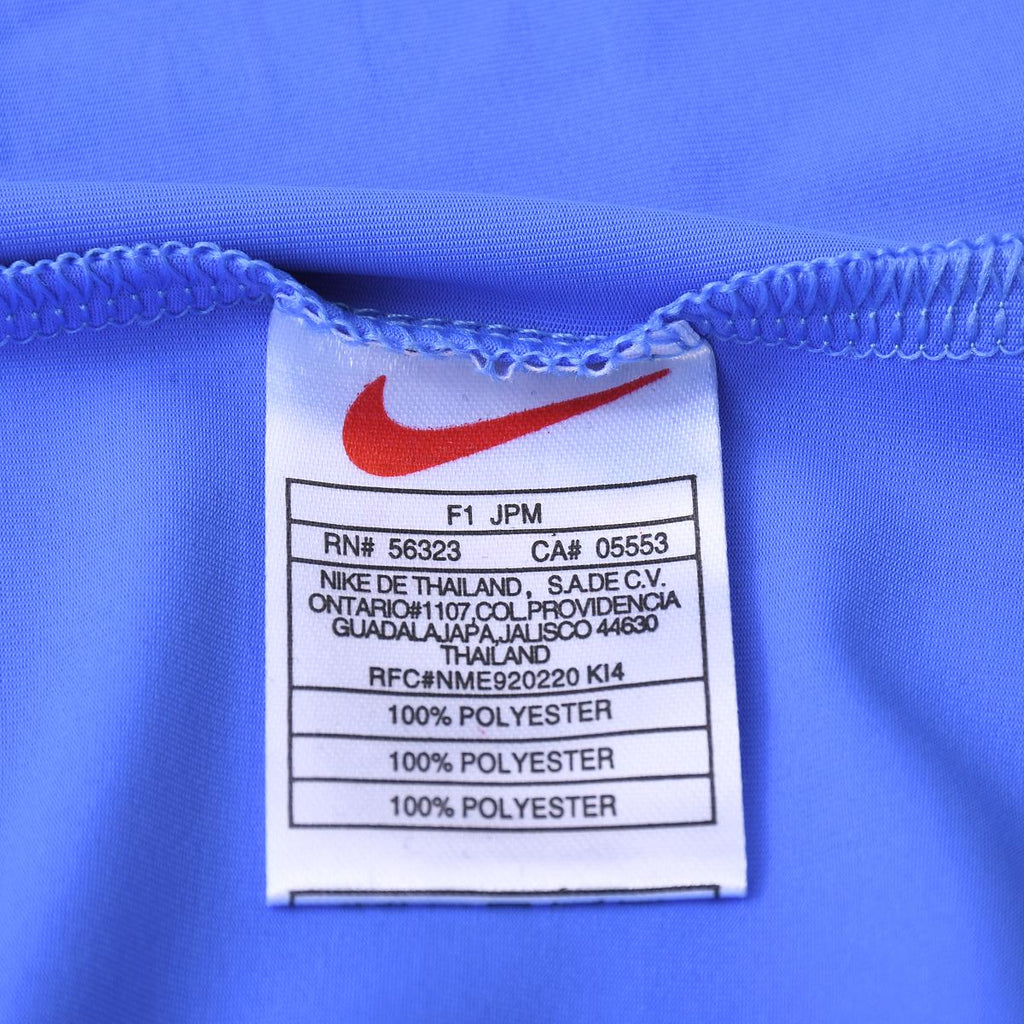 F1 JPM
RN# 56323 CA# 05553
NIKE DE THAILAND, S.A.DE C.V.
ONTARIO#1107,COL.PROVIDENCIA
GUADALAJAPA,JALISCO 44630
THAILAND
RFC#NME920220 KI4
100% POLYESTER
100% POLYESTER
100% POLYESTER